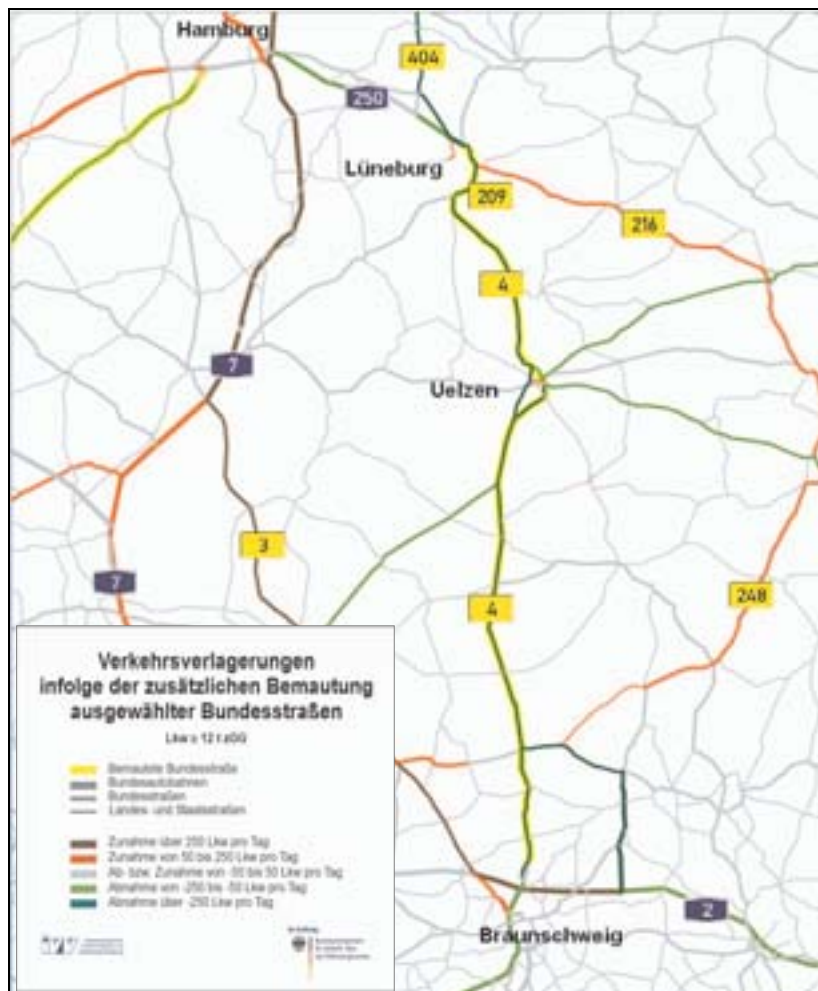 Hamburg
404
250
Lüneburg
209
216
4
7
Uelzen
3
7
4
248
Verkehrsverlagerungen
infolge der zusätzlichen Bemautung
ausgewählter Bundesstraßen
Lkw ≥ 12 t zGG
Bemautete Bundesstraße
Bundesautobahnen
Bundesstraßen
Landes- und Staatsstraßen
Zunahme über 250 Lkw pro Tag
Zunahme von 50 bis 250 Lkw pro Tag
Ab- bzw. Zunahme von -50 bis 50 Lkw pro Tag
Abnahme von -250 bis -50 Lkw pro Tag
Abnahme über -250 Lkw pro Tag
Braunschweig
2